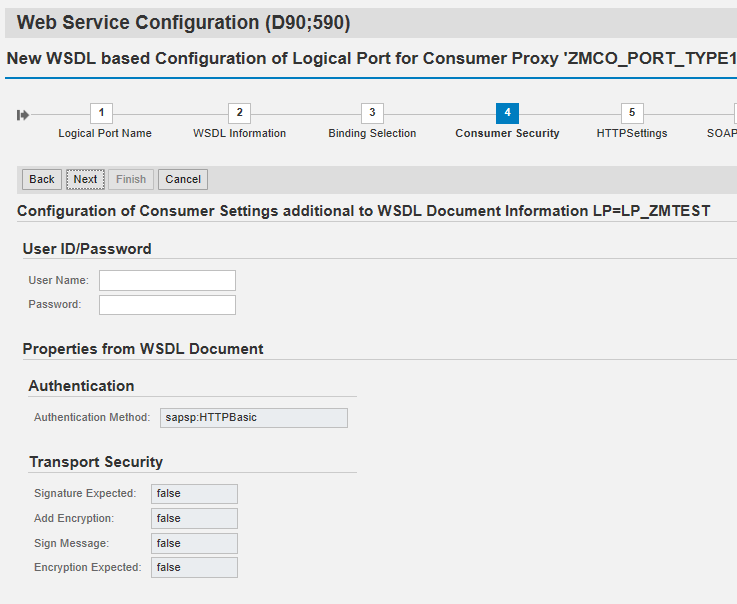 Web Service Configuration (D90;590)
New WSDL based Configuration of Logical Port for Consumer Proxy 'ZMCO_PORT_TYPE1
1 2 3 4 5
Logical Port Name WSDL Information Binding Selection Consumer Security HTTPSettings SOAP
Back Next Finish Cancel
Configuration of Consumer Settings additional to WSDL Document Information LP=LP_ZMTEST
User ID/Password
User Name:
Password:
Properties from WSDL Document
Authentication
Authentication Method: sapsp:HTTPBasic
Transport Security
Signature Expected: false
Add Encryption: false
Sign Message: false
Encryption Expected: false